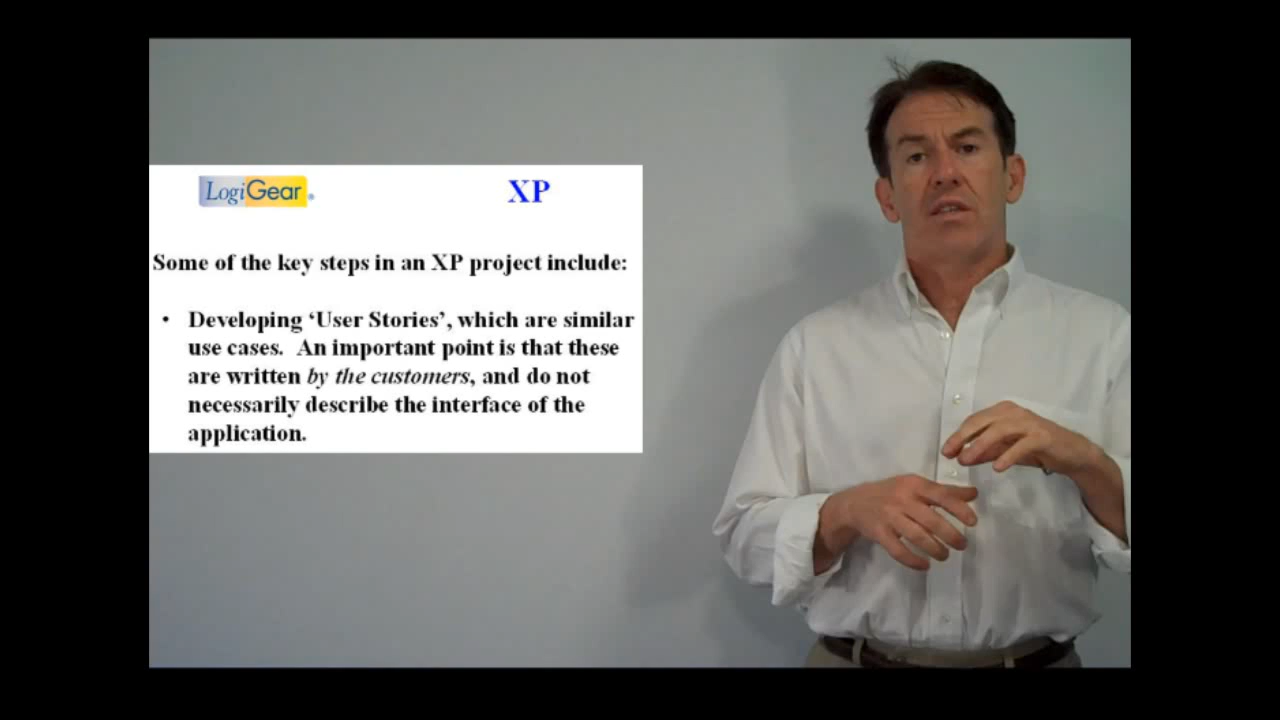 LogiGear®
XP
Some of the key steps in an XP project include:
• Developing ‘User Stories’, which are similar
use cases. An important point is that these
are written by the customers, and do not
necessarily describe the interface of the
application.